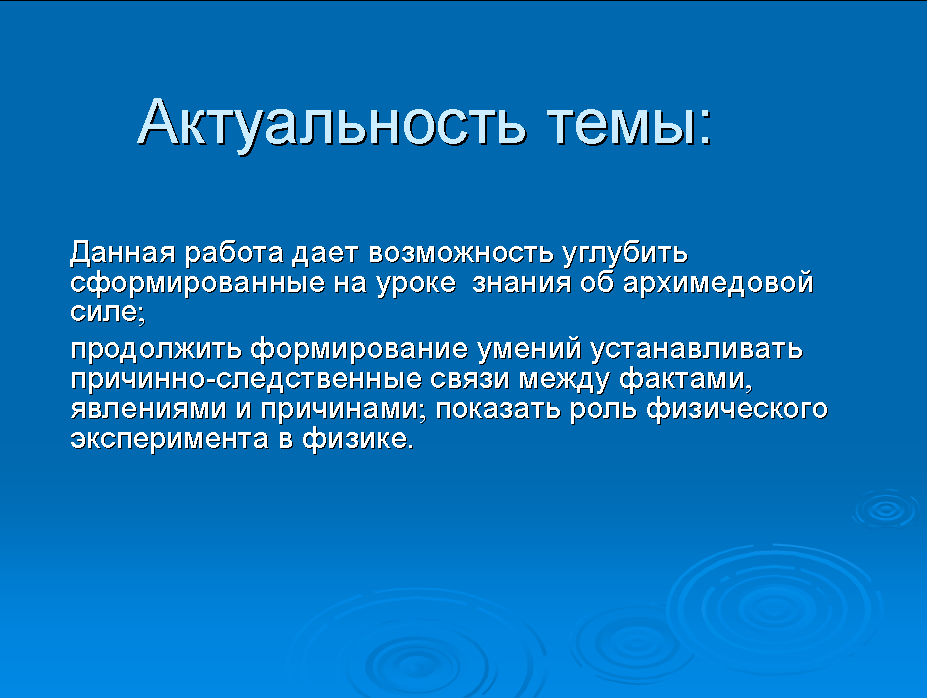 Актуальность темы:
Данная работа дает возможность углубить
сформированные на уроке  знания об архимедовой
силе;
продолжить формирование умений устанавливать
причинно-следственные связи между фактами,
явлениями и причинами; показать роль физического
эксперимента в физике.